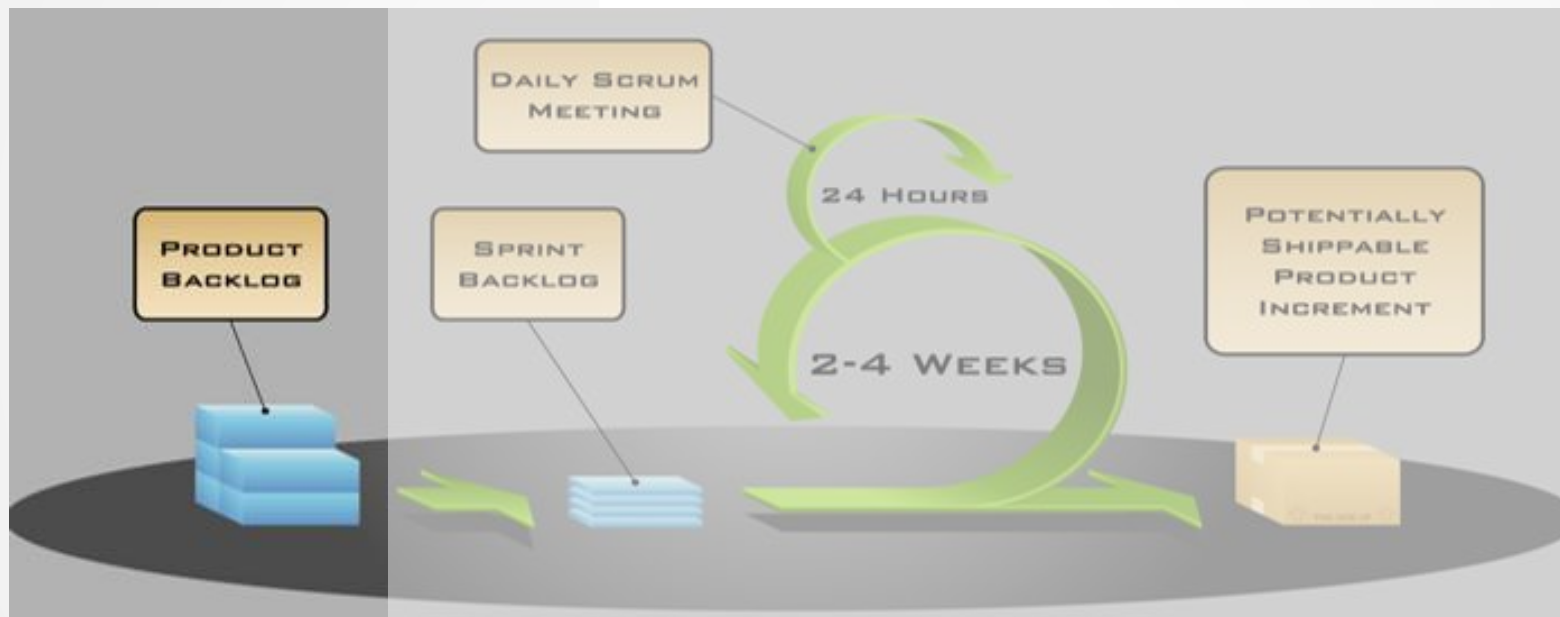 DAILY SCRUM
MEETING
24 HOURS
PRODUCT
BACKLOG
SPRINT
BACKLOG
2-4 WEEKS
POTENTIALLY
SHIPPABLE
PRODUCT
INCREMENT